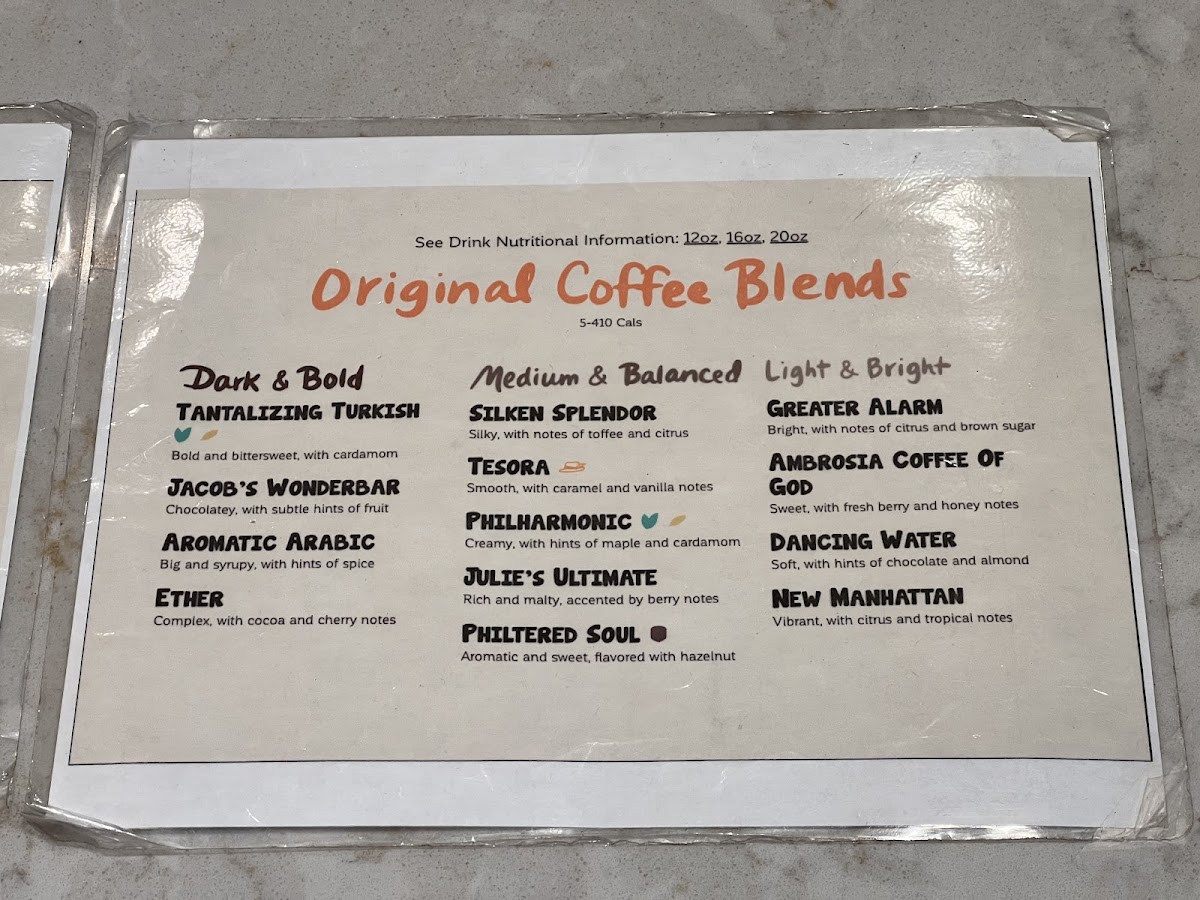 See Drink Nutritional Information: 12oz, 16oz, 20oz
Original Coffee Blends
5-410 Cals
Dark & Bold
TANTALIZING TURKISH
Bold and bittersweet, with cardamom
JACOB'S WONDERBAR
Chocolatey, with subtle hints of fruit
AROMATIC ARABIC
Big and syrupy, with hints of spice
ETHER
Complex, with cocoa and cherry notes
Medium & Balanced
SILKEN SPLENDOR
Silky, with notes of toffee and citrus
TESORA
Smooth, with caramel and vanilla notes
PHILHARMONIC
Creamy, with hints of maple and cardamom
JULIE'S ULTIMATE
Rich and malty, accented by berry notes
PHILTERED SOUL
Aromatic and sweet, flavored with hazelnut
Light & Bright
GREATER ALARM
Bright, with notes of citrus and brown sugar
AMBROSIA COFFEE OF
GOD
Sweet, with fresh berry and honey notes
DANCING WATER
Soft, with hints of chocolate and almond
NEW MANHATTAN
Vibrant, with citrus and tropical notes